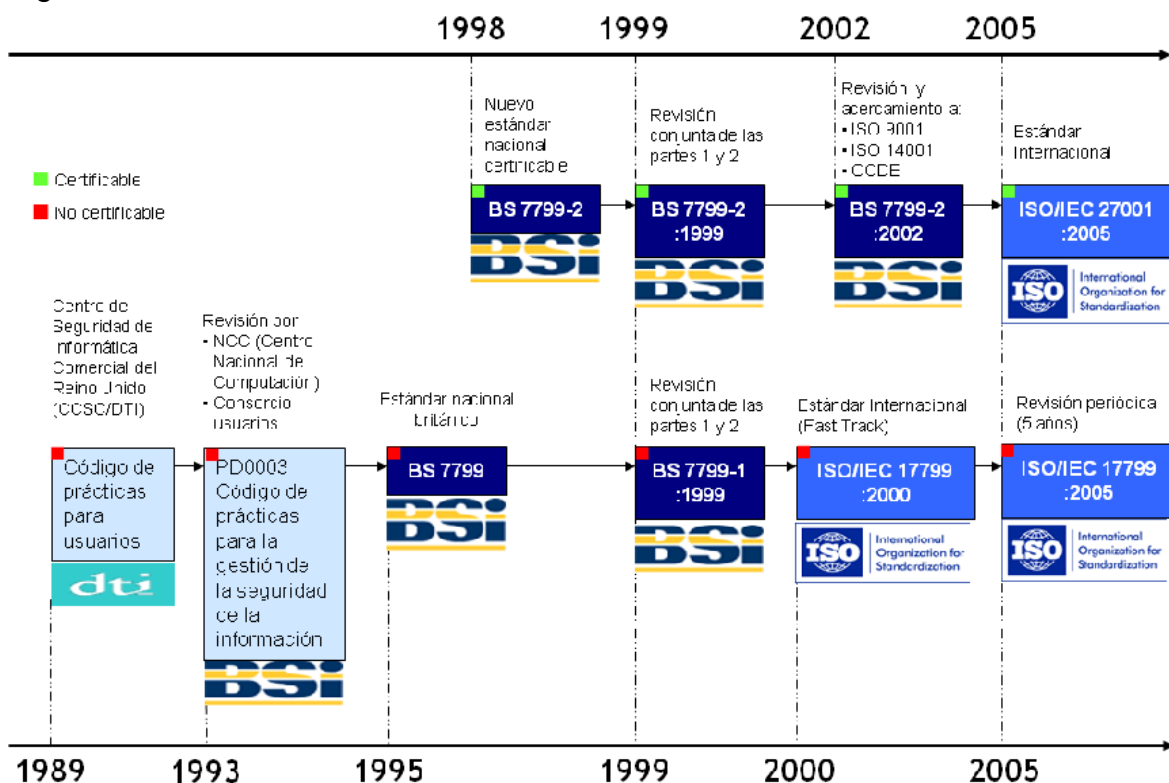 1998
1999
2002
2005
Nuevo
estándar
nacional
certificable
Revisión
conjunta de las
partes 1 y 2
Revisión y
acercamiento a:
▪ ISO 9001
▪ ISO 14001
▪ OCDE
Estándar
Internacional
Certificable
No certificable
BS 7799-2
BS 7799-2
:1999
BS 7799-2
:2002
ISO/IEC 27001
:2005
BSi
BSi
BSi
ISO
International
Organization for
Standardization
Centro de
Seguridad de
Informática
Comercial del
Reino Unido
(CCSC/DTI)
Revisión por
- NCC (Centro
Nacional de
Computación)
- Consorcio
usuarios
Estándar nacional
británico
Revisión
conjunta de las
partes 1 y 2
Estándar Internacional
(Fast Track)
Revisión periódica
(5 años)
Código de
prácticas
para
usuarios
PD0003
Código de
prácticas
para la
gestión de
la seguridad
de la
información
BS 7799
BS 7799-1
:1999
ISO/IEC 17799
:2000
ISO/IEC 17799
:2005
dti
BSi
BSi
BSi
ISO
International
Organization for
Standardization
ISO
International
Organization for
Standardization
1989
1993
1995
1999
2000
2005